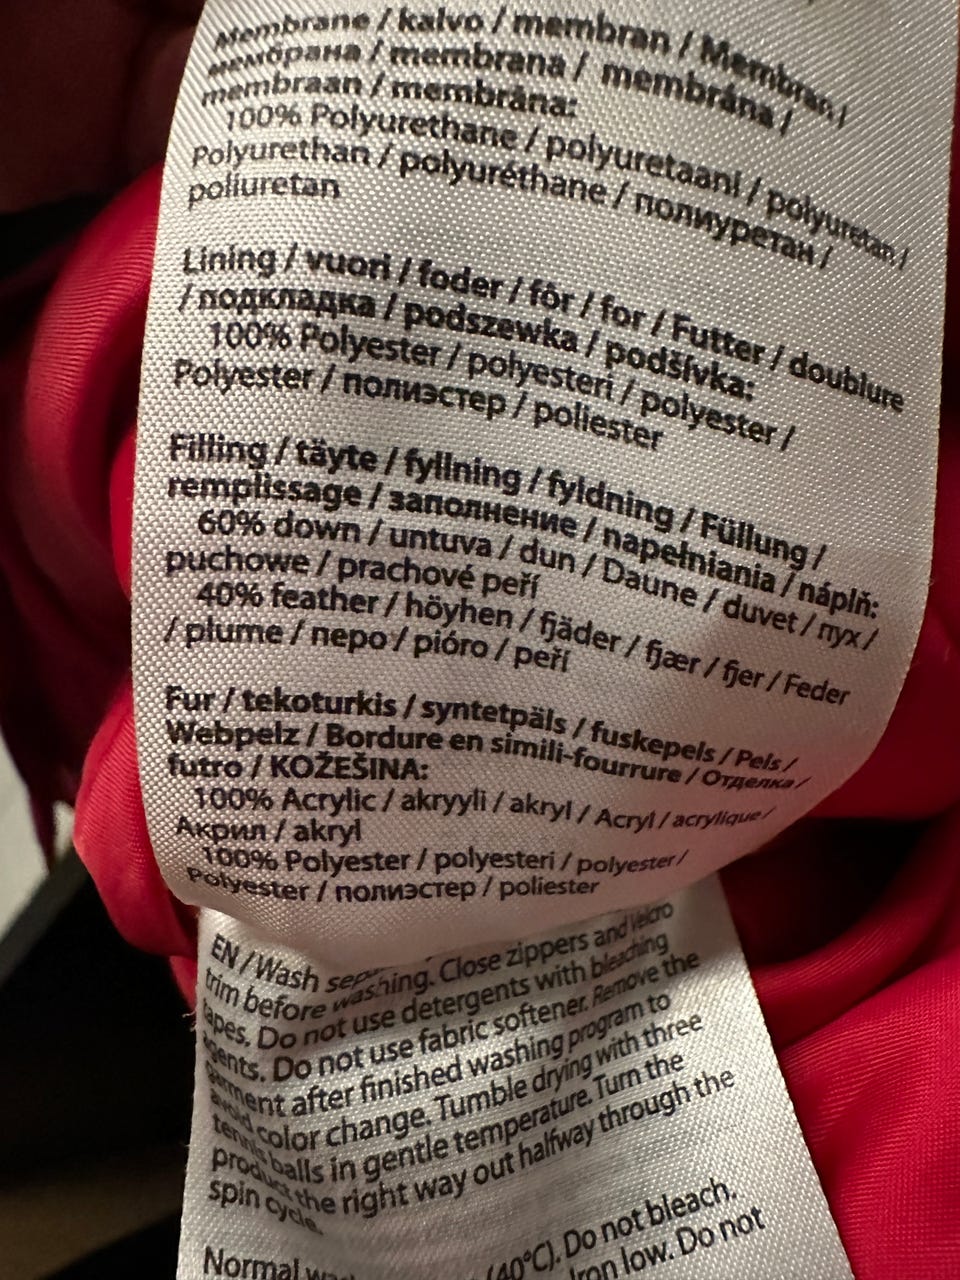 Membrane / kalvo / membran / Membran /
мембрана / membrana / membrána /
membraan / membrāna:
100% Polyurethane / polyuretaani / polyuretan /
Polyurethan / polyuréthane / полиуретан /
poliuretan
Lining / vuori / foder / fôr / for / Futter / doublure
/ подкладка / podszewka / podšívka:
100% Polyester / polyesteri / polyester /
Polyester / полиэстер / poliester
Filling / täyte / fyllning / fyldning / Füllung /
remplissage / заполнение / napełniania / náplň:
60% down / untuva / dun / Daune / duvet / пух /
puchowe / prachové peří
40% feather / höyhen / fjäder / fjær / fjer / Feder
/ plume / перо / pióro / peří
Fur / tekoturkis / syntetpäls / fuskepels / Pels /
Webpelz / Bordure en simili-fourrure / Отделка /
futro / KOŽEŠINA:
100% Acrylic / akryyli / akryl / Acryl / acrylique /
Акрил / akryl
100% Polyester / polyesteri / polyester /
Polyester / полиэстер / poliester
EN / Wash
trim before washing. Close zippers and Velcro
tapes. Do not use detergents with bleaching
agents. Do not use fabric softener. Remove the
garment after finished washing program to
avoid color change. Tumble drying with three
tennis balls in gentle temperature. Turn the
product the right way out halfway through the
spin cycle.
Normal (40°C). Do not bleach.
Iron low. Do not